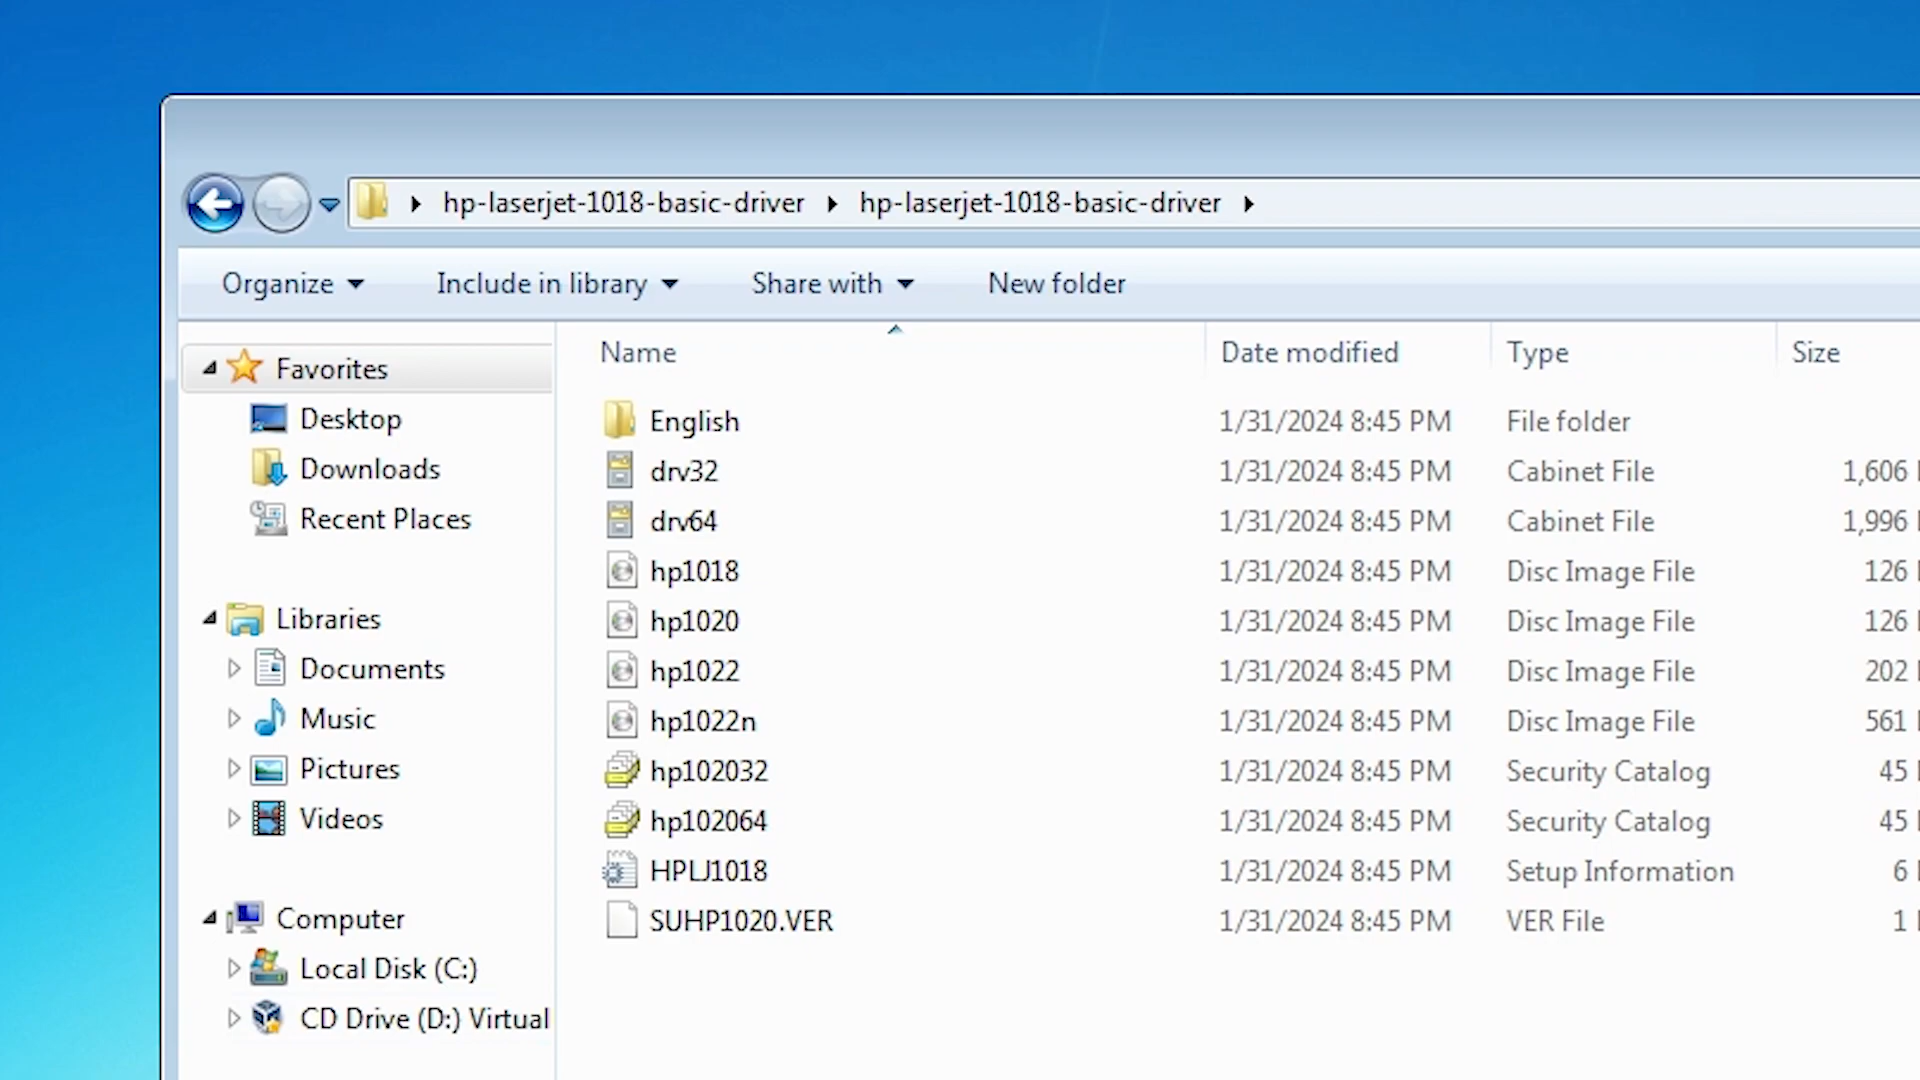 hp-laserjet-1018-basic-driver hp-laserjet-1018-basic-driver
Organize Include in library Share with New folder
Favorites
Desktop
Downloads
Recent Places
Libraries
Documents
Music
Pictures
Videos
Computer
Local Disk (C:)
CD Drive (D:) Virtual
Name Date modified Type Size
English 1/31/2024 8:45 PM File folder
drv32 1/31/2024 8:45 PM Cabinet File 1,606
drv64 1/31/2024 8:45 PM Cabinet File 1,996
hp1018 1/31/2024 8:45 PM Disc Image File 126
hp1020 1/31/2024 8:45 PM Disc Image File 126
hp1022 1/31/2024 8:45 PM Disc Image File 202
hp1022n 1/31/2024 8:45 PM Disc Image File 561
hp102032 1/31/2024 8:45 PM Security Catalog 45
hp102064 1/31/2024 8:45 PM Security Catalog 45
HPLJ1018 1/31/2024 8:45 PM Setup Information 6
SUHP1020.VER 1/31/2024 8:45 PM VER File 1